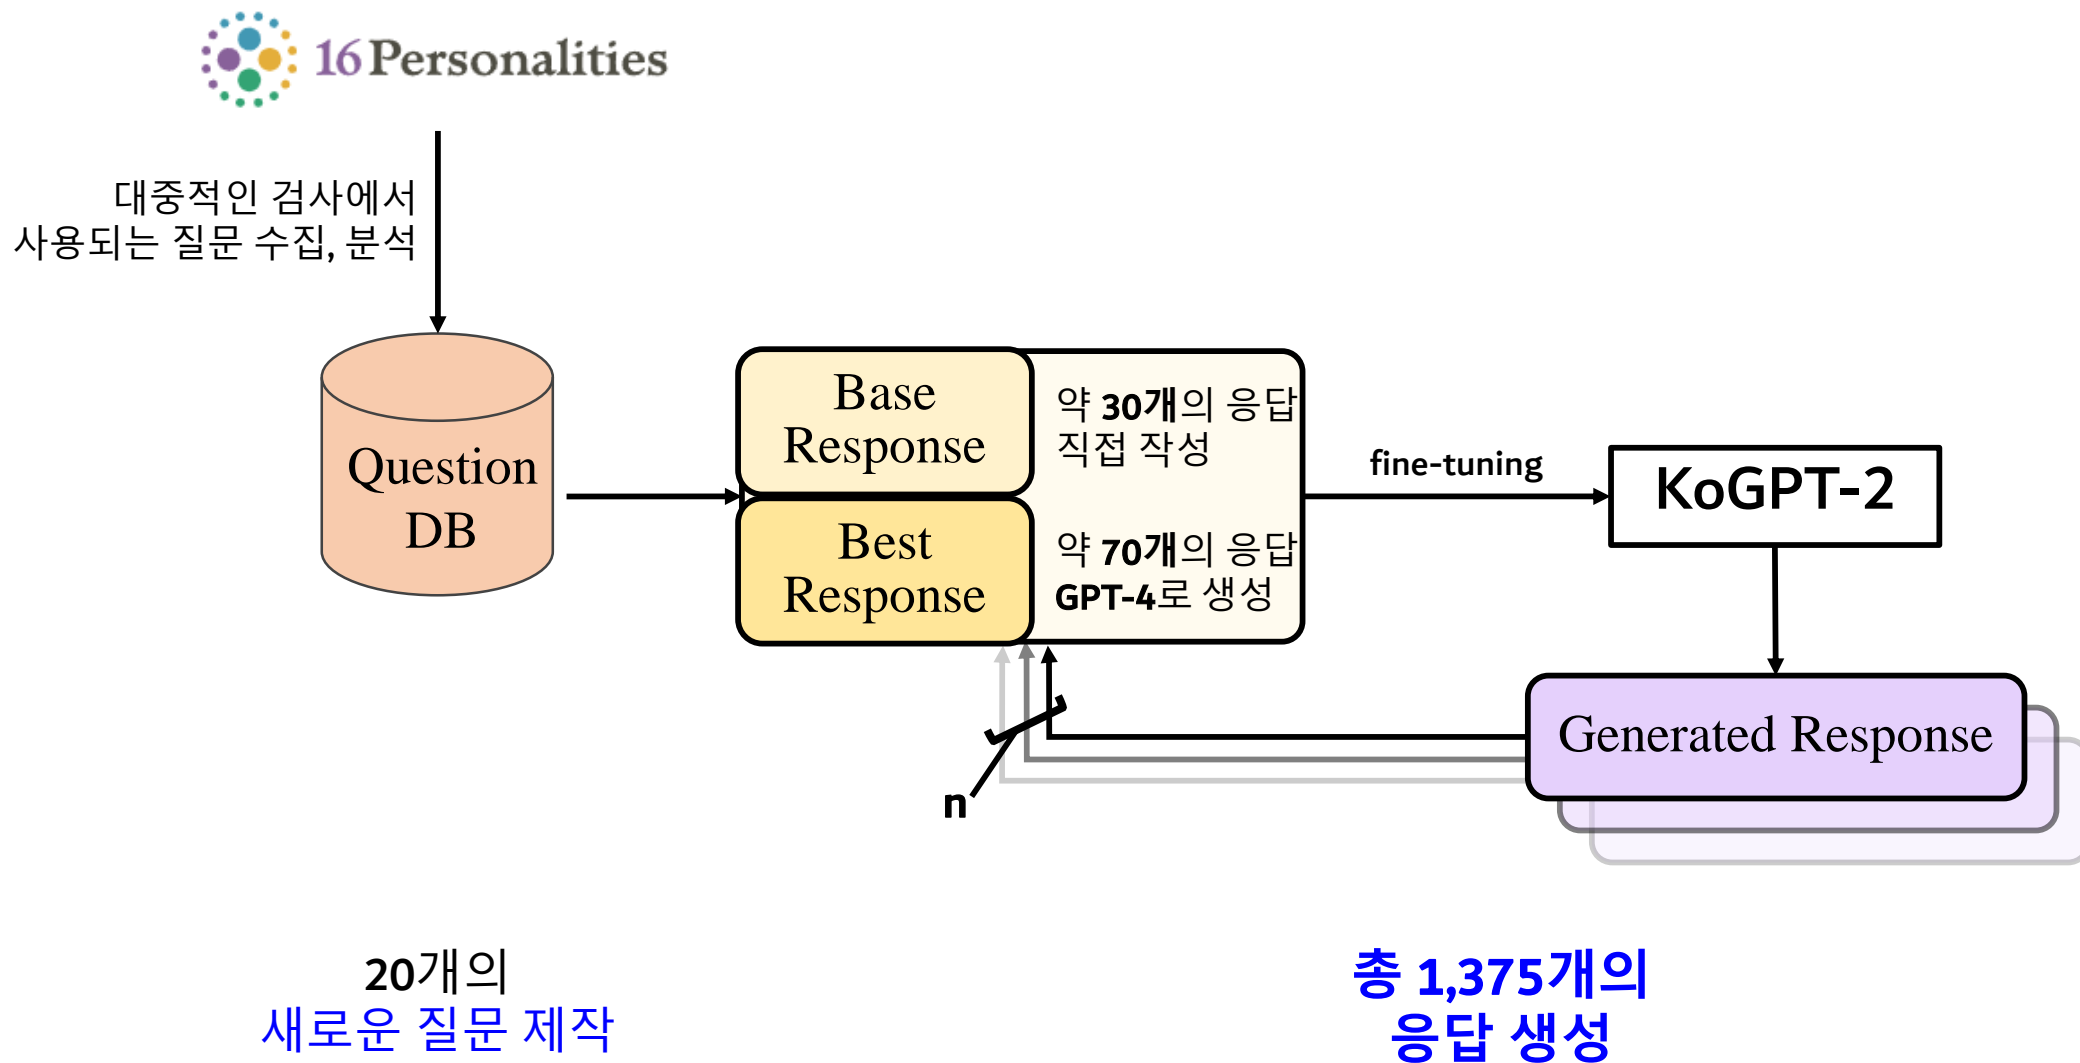 16 Personalities
대중적인 검사에서
사용되는 질문 수집, 분석
Question
DB
Base
Response
약 30개의 응답
직접 작성
Best
Response
약 70개의 응답
GPT-4로 생성
fine-tuning
KoGPT-2
Generated Response
n
20개의
새로운 질문 제작
총 1,375개의
응답 생성